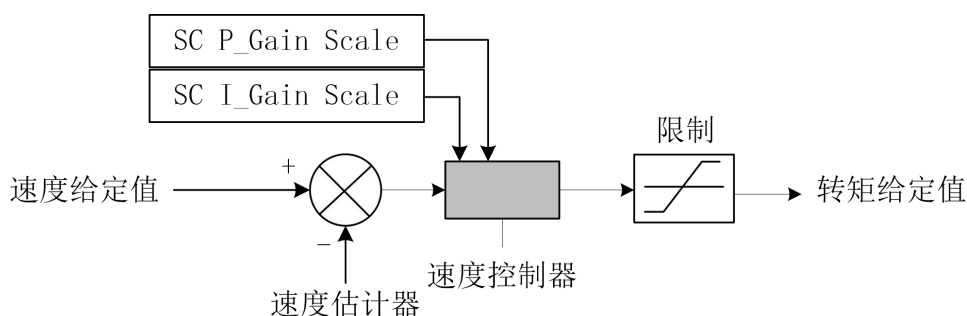 SC P_Gain Scale
SC I_Gain Scale
限制
+
速度给定值
转矩给定值
−
速度控制器
速度估计器